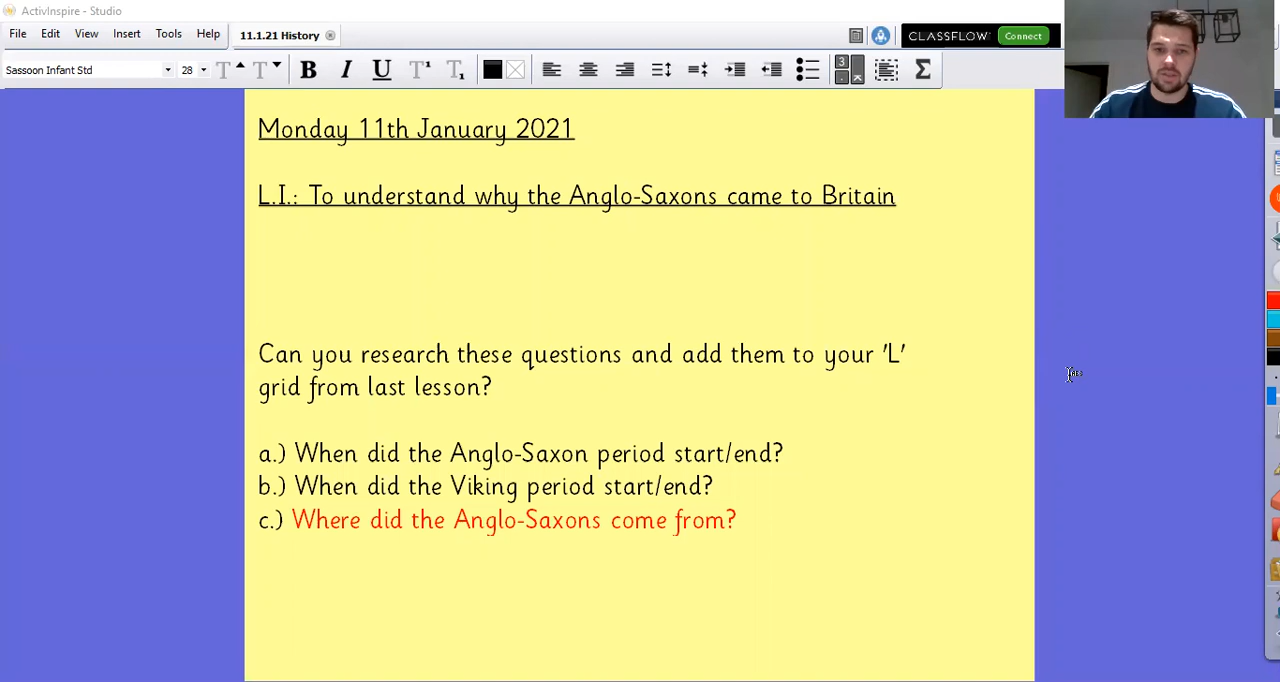 ActivInspire - Studio
File Edit View Insert Tools Help
11.1.21 History
CLASSFLOW Connect
Sassoon Infant Std 28
Monday 11th January 2021
L.I.: To understand why the Anglo-Saxons came to Britain
Can you research these questions and add them to your 'L'
grid from last lesson?
a.) When did the Anglo-Saxon period start/end?
b.) When did the Viking period start/end?
c.) Where did the Anglo-Saxons come from?